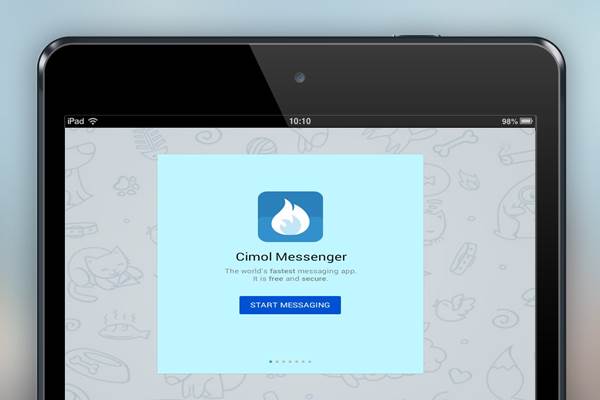 iPad 10:10 98%
Cimol Messenger
The world's fastest messaging app.
It is free and secure.
START MESSAGING